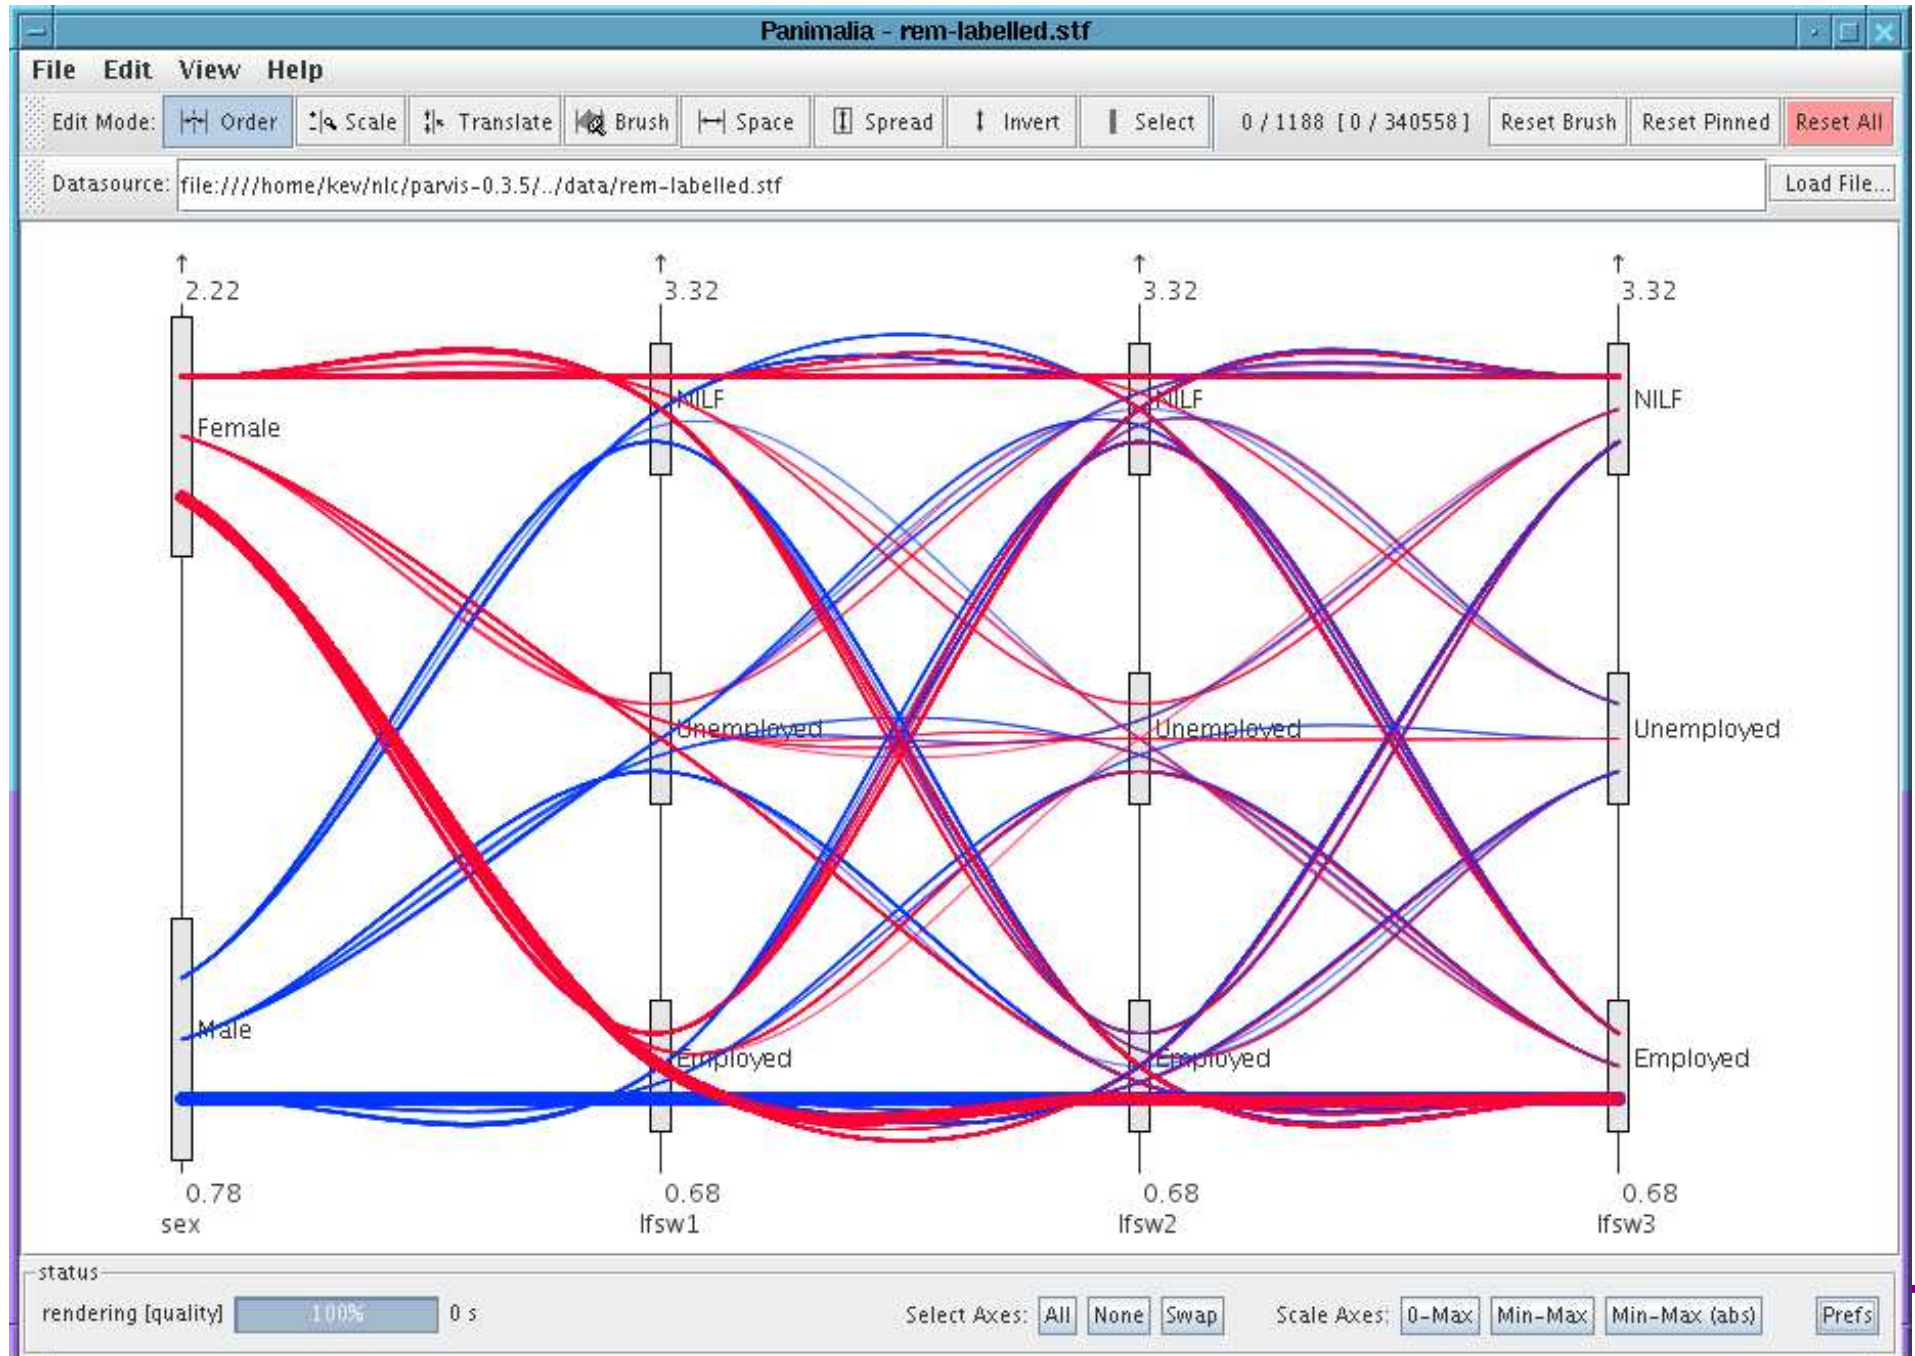 Panimalia - rem-labelled.stf
File Edit View Help
Edit Mode: Order Scale Translate Brush Space Spread Invert Select 0 / 1188 [ 0 / 340558 ] Reset Brush Reset Pinned Reset All
Datasource: file:////home/kev/nlc/parvis-0.3.5/../data/rem-labelled.stf Load File...
2.22 3.32 3.32 3.32
NILF NILF NILF
Female
Unemployed Unemployed Unemployed
Male
Employed Employed Employed
0.78 0.68 0.68 0.68
sex lfsw1 lfsw2 lfsw3
status
rendering [quality] 100% 0 s Select Axes: All None Swap Scale Axes: 0-Max Min-Max Min-Max (abs) Prefs